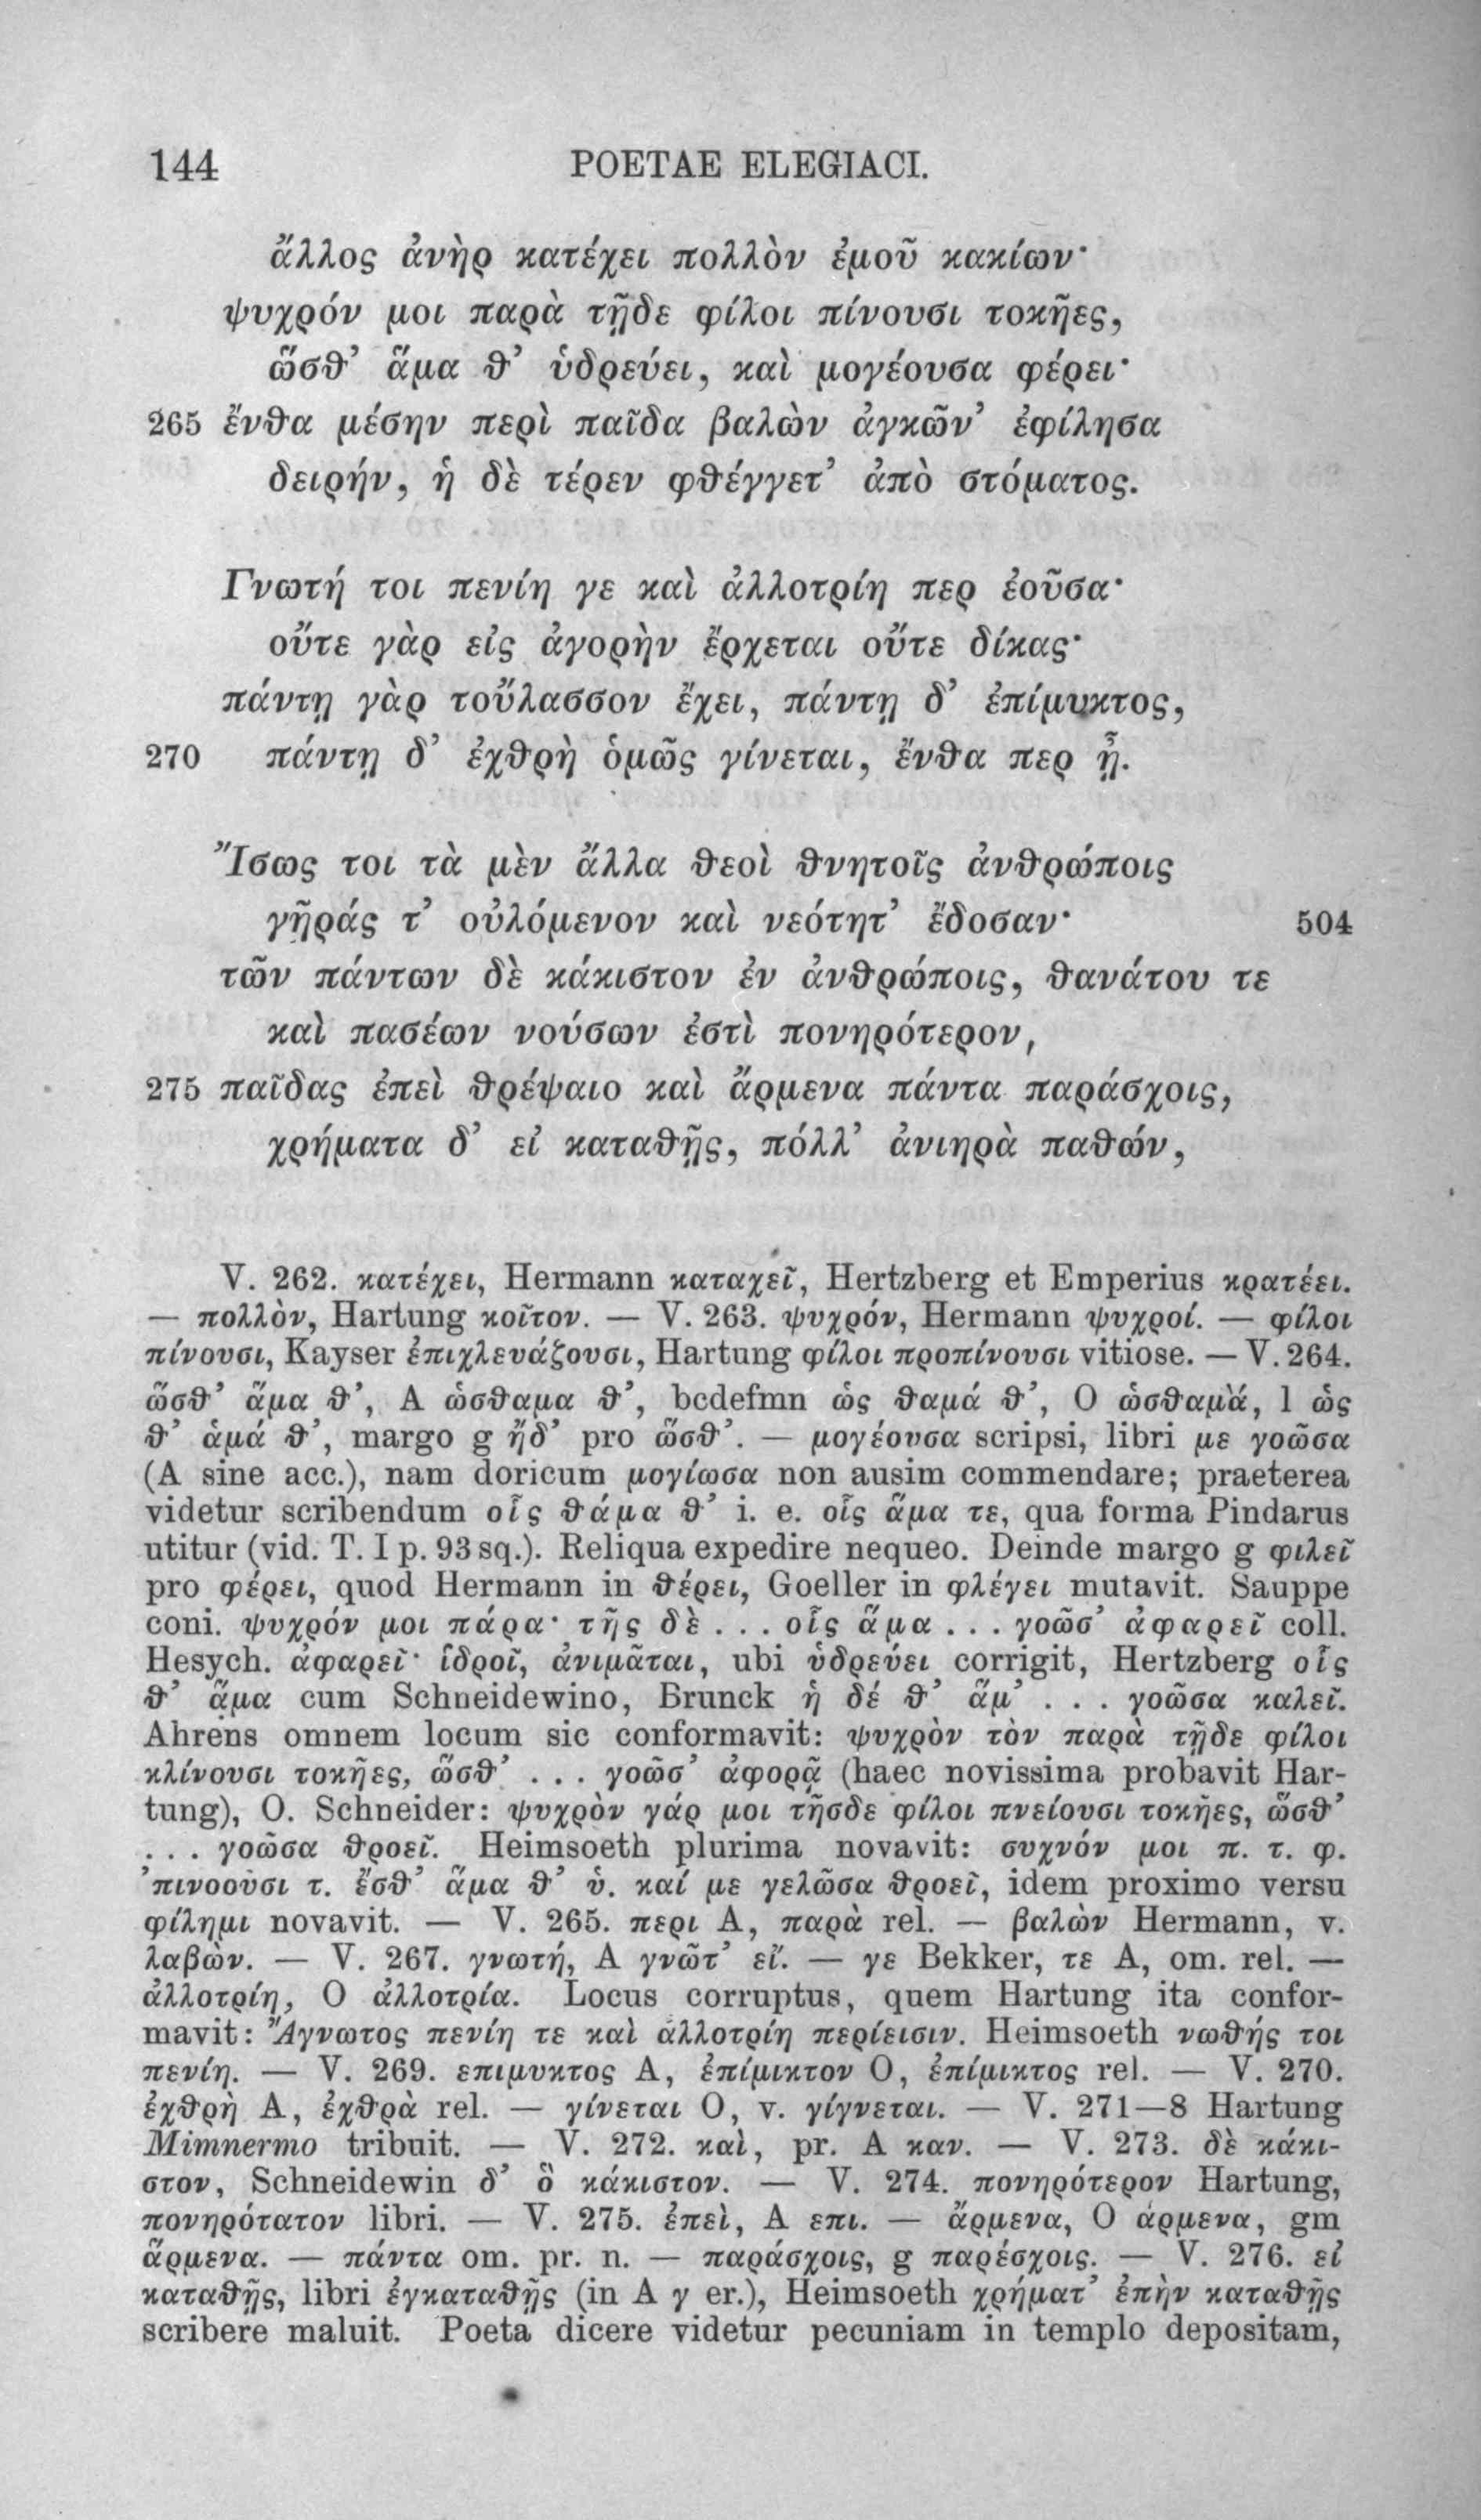 144 POETAE ELEGIACI.
ἄλλος ἀνὴρ κατέχει πολλὸν ἐμοῦ κακίων·
ψυχρόν μοι παρὰ τῇδε φίλοι πίνουσι τοκῆες,
ὥσθ’ ἅμα θ’ ὑδρεύει, καὶ μογέουσα φέρει·
265 ἔνθα μέσην περὶ παῖδα βαλὼν ἀγκῶν’ ἐφίλησα
δειρήν, ἡ δὲ τέρεν φθέγγετ’ ἀπὸ στόματος.
Γνωτή τοι πενίη γε καὶ ἀλλοτρίη περ ἐοῦσα·
οὔτε γὰρ εἰς ἀγορὴν ἔρχεται οὔτε δίκας·
πάντῃ γὰρ τοὔλασσον ἔχει, πάντῃ δ’ ἐπίμυκτος,
270 πάντῃ δ’ ἐχθρὴ ὁμῶς γίνεται, ἔνθα περ ᾖ.
Ἴσως τοι τὰ μὲν ἄλλα θεοὶ θνητοῖς ἀνθρώποις
γῆράς τ’ οὐλόμενον καὶ νεότητ’ ἔδοσαν· 504
τῶν πάντων δὲ κάκιστον ἐν ἀνθρώποις, θανάτου τε
καὶ πασέων νούσων ἐστὶ πονηρότερον,
275 παῖδας ἐπεὶ θρέψαιο καὶ ἄρμενα πάντα παράσχοις,
χρήματα δ’ εἰ καταθῇς, πόλλ’ ἀνιηρὰ παθών,
V. 262. κατέχει, Hermann καταχεῖ, Hertzberg et Emperius κρατέει.
— πολλὸν, Hartung κοῖτον. — V. 263. ψυχρόν, Hermann ψυχροί. — φίλοι
πίνουσι, Kayser ἐπιχλευάζουσι, Hartung φίλοι προπίνουσι vitiose. — V. 264.
ὥσθ’ ἅμα θ’, A ὡσθαμα θ’, bcdefmn ὡς θαμά θ’, O ὡσθαμὰ, l ὡς
θ’ ἁμά θ’, margo g ἤδ’ pro ὥσθ’. — μογέουσα scripsi, libri με γοῶσα
(A sine acc.), nam doricum μογίωσα non ausim commendare; praeterea
videtur scribendum οἷς θάμα θ’ i. e. οἷς ἅμα τε, qua forma Pindarus
utitur (vid. T. I p. 93 sq.). Reliqua expedire nequeo. Deinde margo g φιλεῖ
pro φέρει, quod Hermann in θέρει, Goeller in φλέγει mutavit. Sauppe
coni. ψυχρόν μοι πάρα· τῆς δὲ ... οἷς ἅμα ... γοῶσ’ ἀφαρεῖ coll.
Hesych. ἀφαρεῖ· ἱδροῖ, ἀνιμᾶται, ubi ὑδρεύει corrigit, Hertzberg οἷς
θ’ ἅμα cum Schneidewino, Brunck ἡ δέ θ’ ἅμ’ ... γοῶσα καλεῖ.
Ahrens omnem locum sic conformavit: ψυχρὸν τὸν παρὰ τῇδε φίλοι
κλίνουσι τοκῆες, ὥσθ’ ... γοῶσ’ ἀφορᾷ (haec novissima probavit Har-
tung), O. Schneider: ψυχρὸν γάρ μοι τῆσδε φίλοι πνείουσι τοκῆες, ὥσθ’
... γοῶσα θροεῖ. Heimsoeth plurima novavit: συχνόν μοι π. τ. φ.
’πινοοῦσι τ. ἔσθ’ ἅμα θ’ ὑ. καί με γελῶσα θροεῖ, idem proximo versu
φίλημι novavit. — V. 265. περι A, παρὰ rel. — βαλὼν Hermann, v.
λαβὼν. — V. 267. γνωτή, A γνῶτ’ εἴ. — γε Bekker, τε A, om. rel. —
ἀλλοτρίη, O ἀλλοτρία. Locus corruptus, quem Hartung ita confor-
mavit: Ἄγνωτος πενίη τε καὶ ἀλλοτρίη περίεισιν. Heimsoeth νωθής τοι
πενίη. — V. 269. επιμυκτος A, ἐπίμικτον O, ἐπίμικτος rel. — V. 270.
ἐχθρὴ A, ἐχθρὰ rel. — γίνεται O, v. γίγνεται. — V. 271—8 Hartung
Mimnermo tribuit. — V. 272. καὶ, pr. A καν. — V. 273. δὲ κάκι-
στον, Schneidewin δ’ ὃ κάκιστον. — V. 274. πονηρότερον Hartung,
πονηρότατον libri. — V. 275. ἐπεὶ, A επι. — ἄρμενα, O ἀρμενα, gm
ἅρμενα. — πάντα om. pr. n. — παράσχοις, g παρέσχοις. — V. 276. εἰ
καταθῇς, libri ἐγκαταθῇς (in A γ er.), Heimsoeth χρήματ’ ἐπὴν καταθῇς
scribere maluit. Poeta dicere videtur pecuniam in templo depositam,